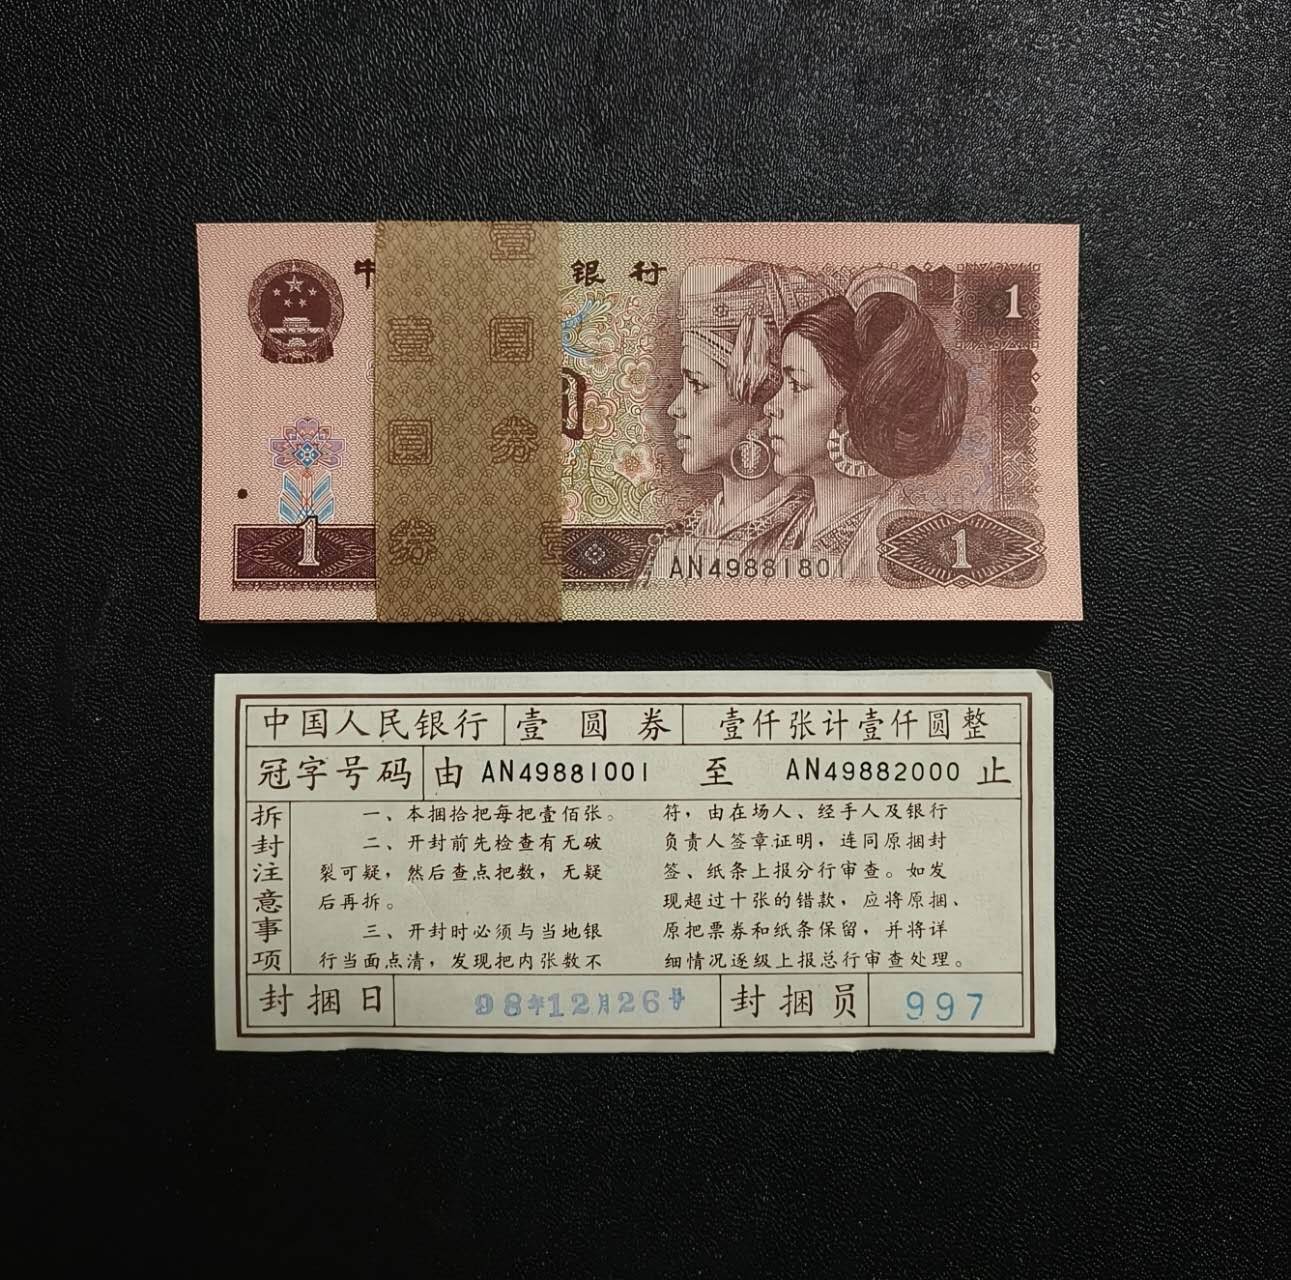 中 银行
壹
壹 圆
圆 券
券 壹
圆
1
1
1
AN49881801
中国人民银行 壹圆券 壹仟张计壹仟圆整
冠字号码 由 AN49881001 至 AN49882000 止
拆封注意事项
一、本捆拾把每把壹佰张。
二、开封前先检查有无破
裂可疑，然后查点把数，无疑
后再拆。
三、开封时必须与当地银
行当面点清，发现把内张数不
符，由在场人、经手人及银行
负责人签章证明，连同原捆封
签、纸条上报分行审查。如发
现超过十张的错款，应将原捆、
原把票券和纸条保留，并将详
细情况逐级上报总行审查处理。
封捆日 98年12月26日 封捆员 997